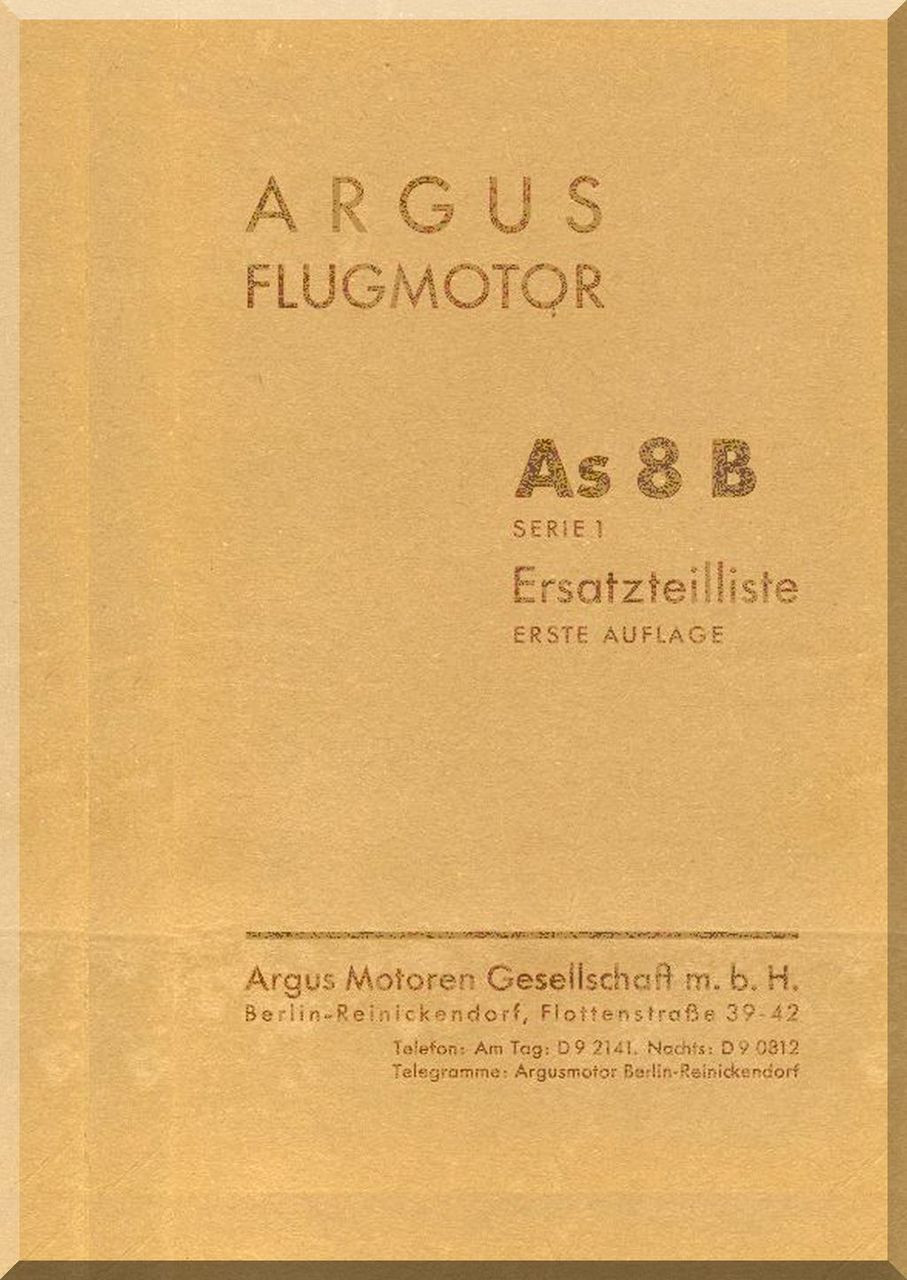 ARGUS
FLUGMOTOR
As 8 B
SERIE 1
Ersatzteilliste
ERSTE AUFLAGE
Argus Motoren Gesellschaft m. b. H.
Berlin-Reinickendorf, Flottenstraße 39-42
Telefon: Am Tag: D 9 2141. Nachts: D 9 0812
Telegramme: Argusmotor Berlin-Reinickendorf